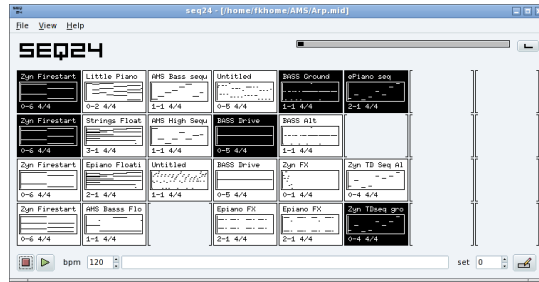 seq24 - [/home/fkhome/AMS/Arp.mid]
File View Help
SEQ24
Zyn Firestart Little Piano AMS Bass sequ Untitled BASS Ground ePiano seq
0-6 4/4 0-2 4/4 1-1 4/4 0-5 4/4 1-1 4/4 2-1 4/4
Zyn Firestart Strings Float AMS High Sequ BASS Drive BASS Alt
0-6 4/4 3-1 4/4 1-1 4/4 0-5 4/4 1-1 4/4
Zyn Firestart Epiano Floati Untitled BASS Drive Zyn FX Zyn TD Seq Al
0-6 4/4 2-1 4/4 1-1 4/4 0-5 4/4 0-1 4/4 0-4 4/4
Zyn Firestart AMS Basss Flo Epiano FX Epiano FX Zyn TDseq gro
0-6 4/4 1-1 4/4 2-1 4/4 2-1 4/4 0-4 4/4
bpm 120 set 0